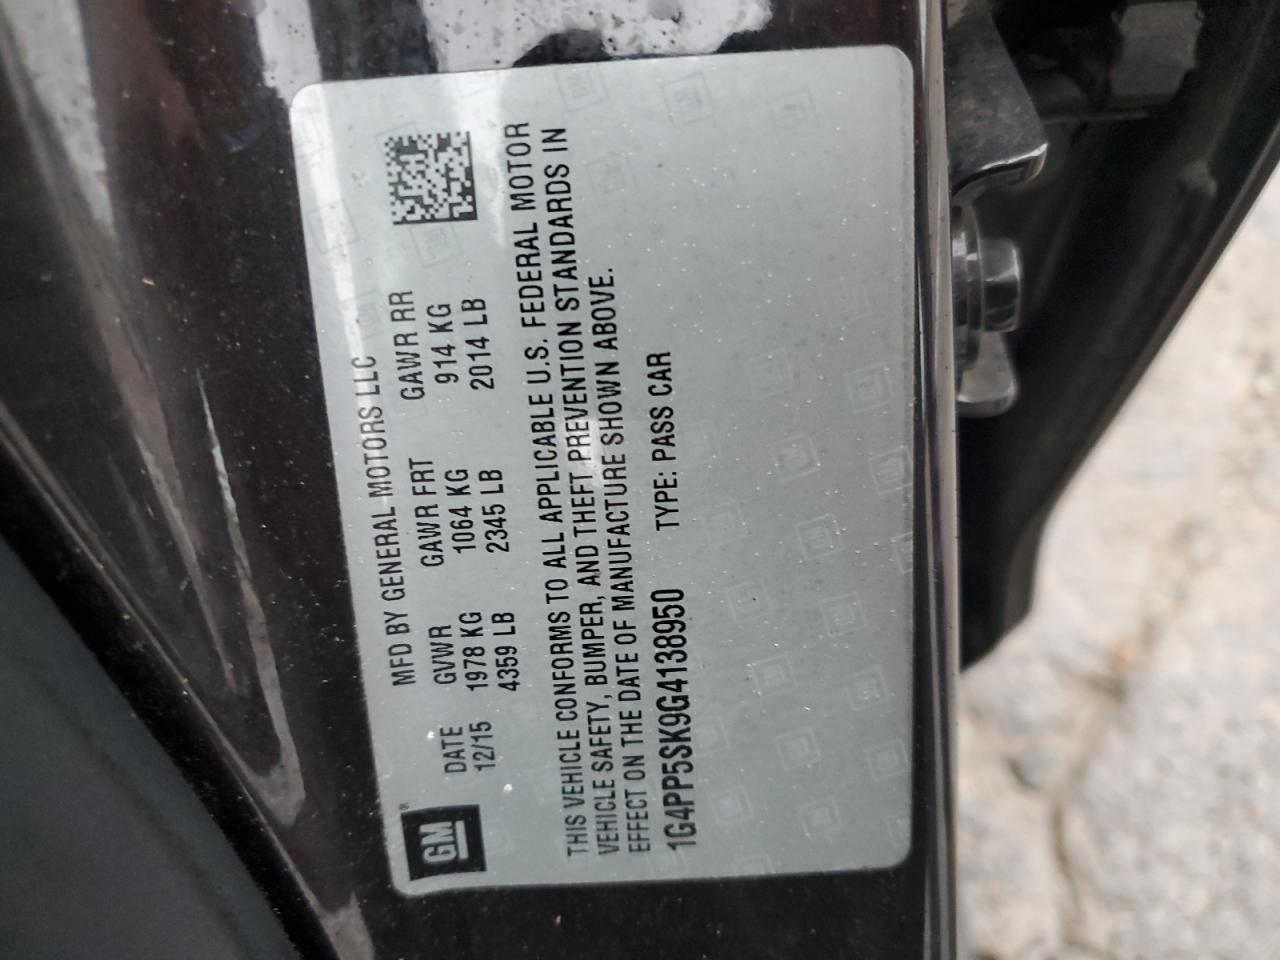 GM®
MFD BY GENERAL MOTORS LLC
DATE GVWR GAWR FRT GAWR RR
12/15 1978 KG 1064 KG 914 KG
4359 LB 2345 LB 2014 LB
THIS VEHICLE CONFORMS TO ALL APPLICABLE U.S. FEDERAL MOTOR
VEHICLE SAFETY, BUMPER, AND THEFT PREVENTION STANDARDS IN
EFFECT ON THE DATE OF MANUFACTURE SHOWN ABOVE.
1G4PP5SK9G4138950 TYPE: PASS CAR